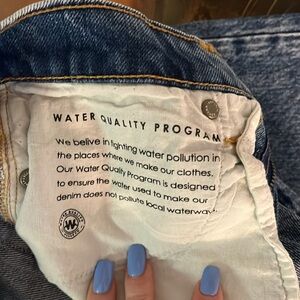 WATER QUALITY PROGRAM
We belive in fighting water pollution in
the places where we make our clothes.
Our Water Quality Program is designed
to ensure the water used to make our
denim does not pollute local waterways.
W